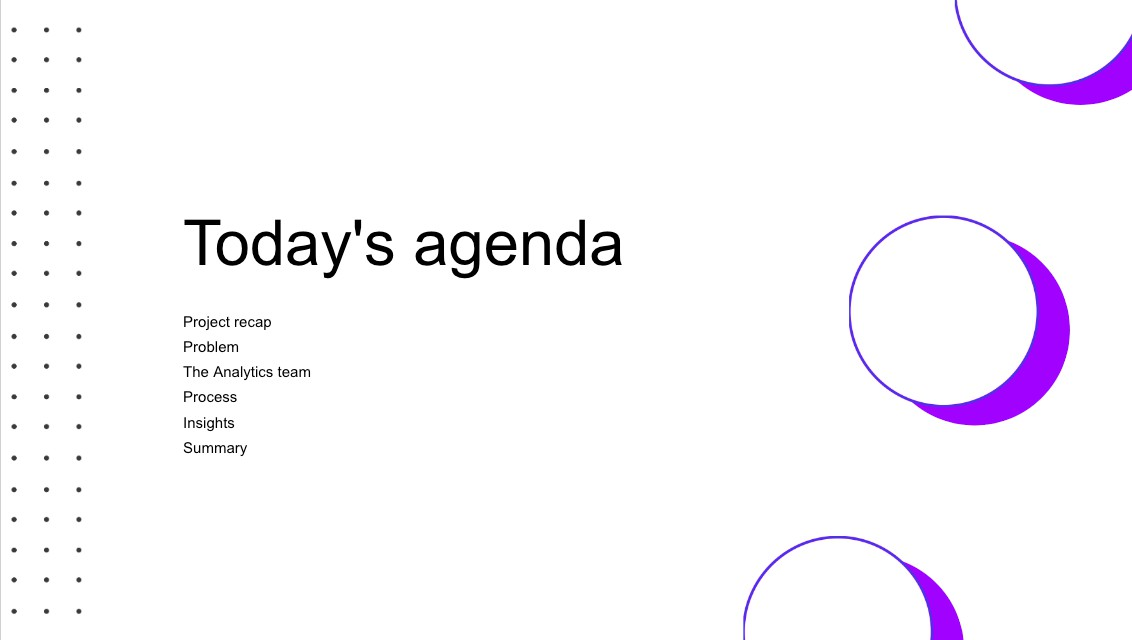 Today's agenda
Project recap
Problem
The Analytics team
Process
Insights
Summary